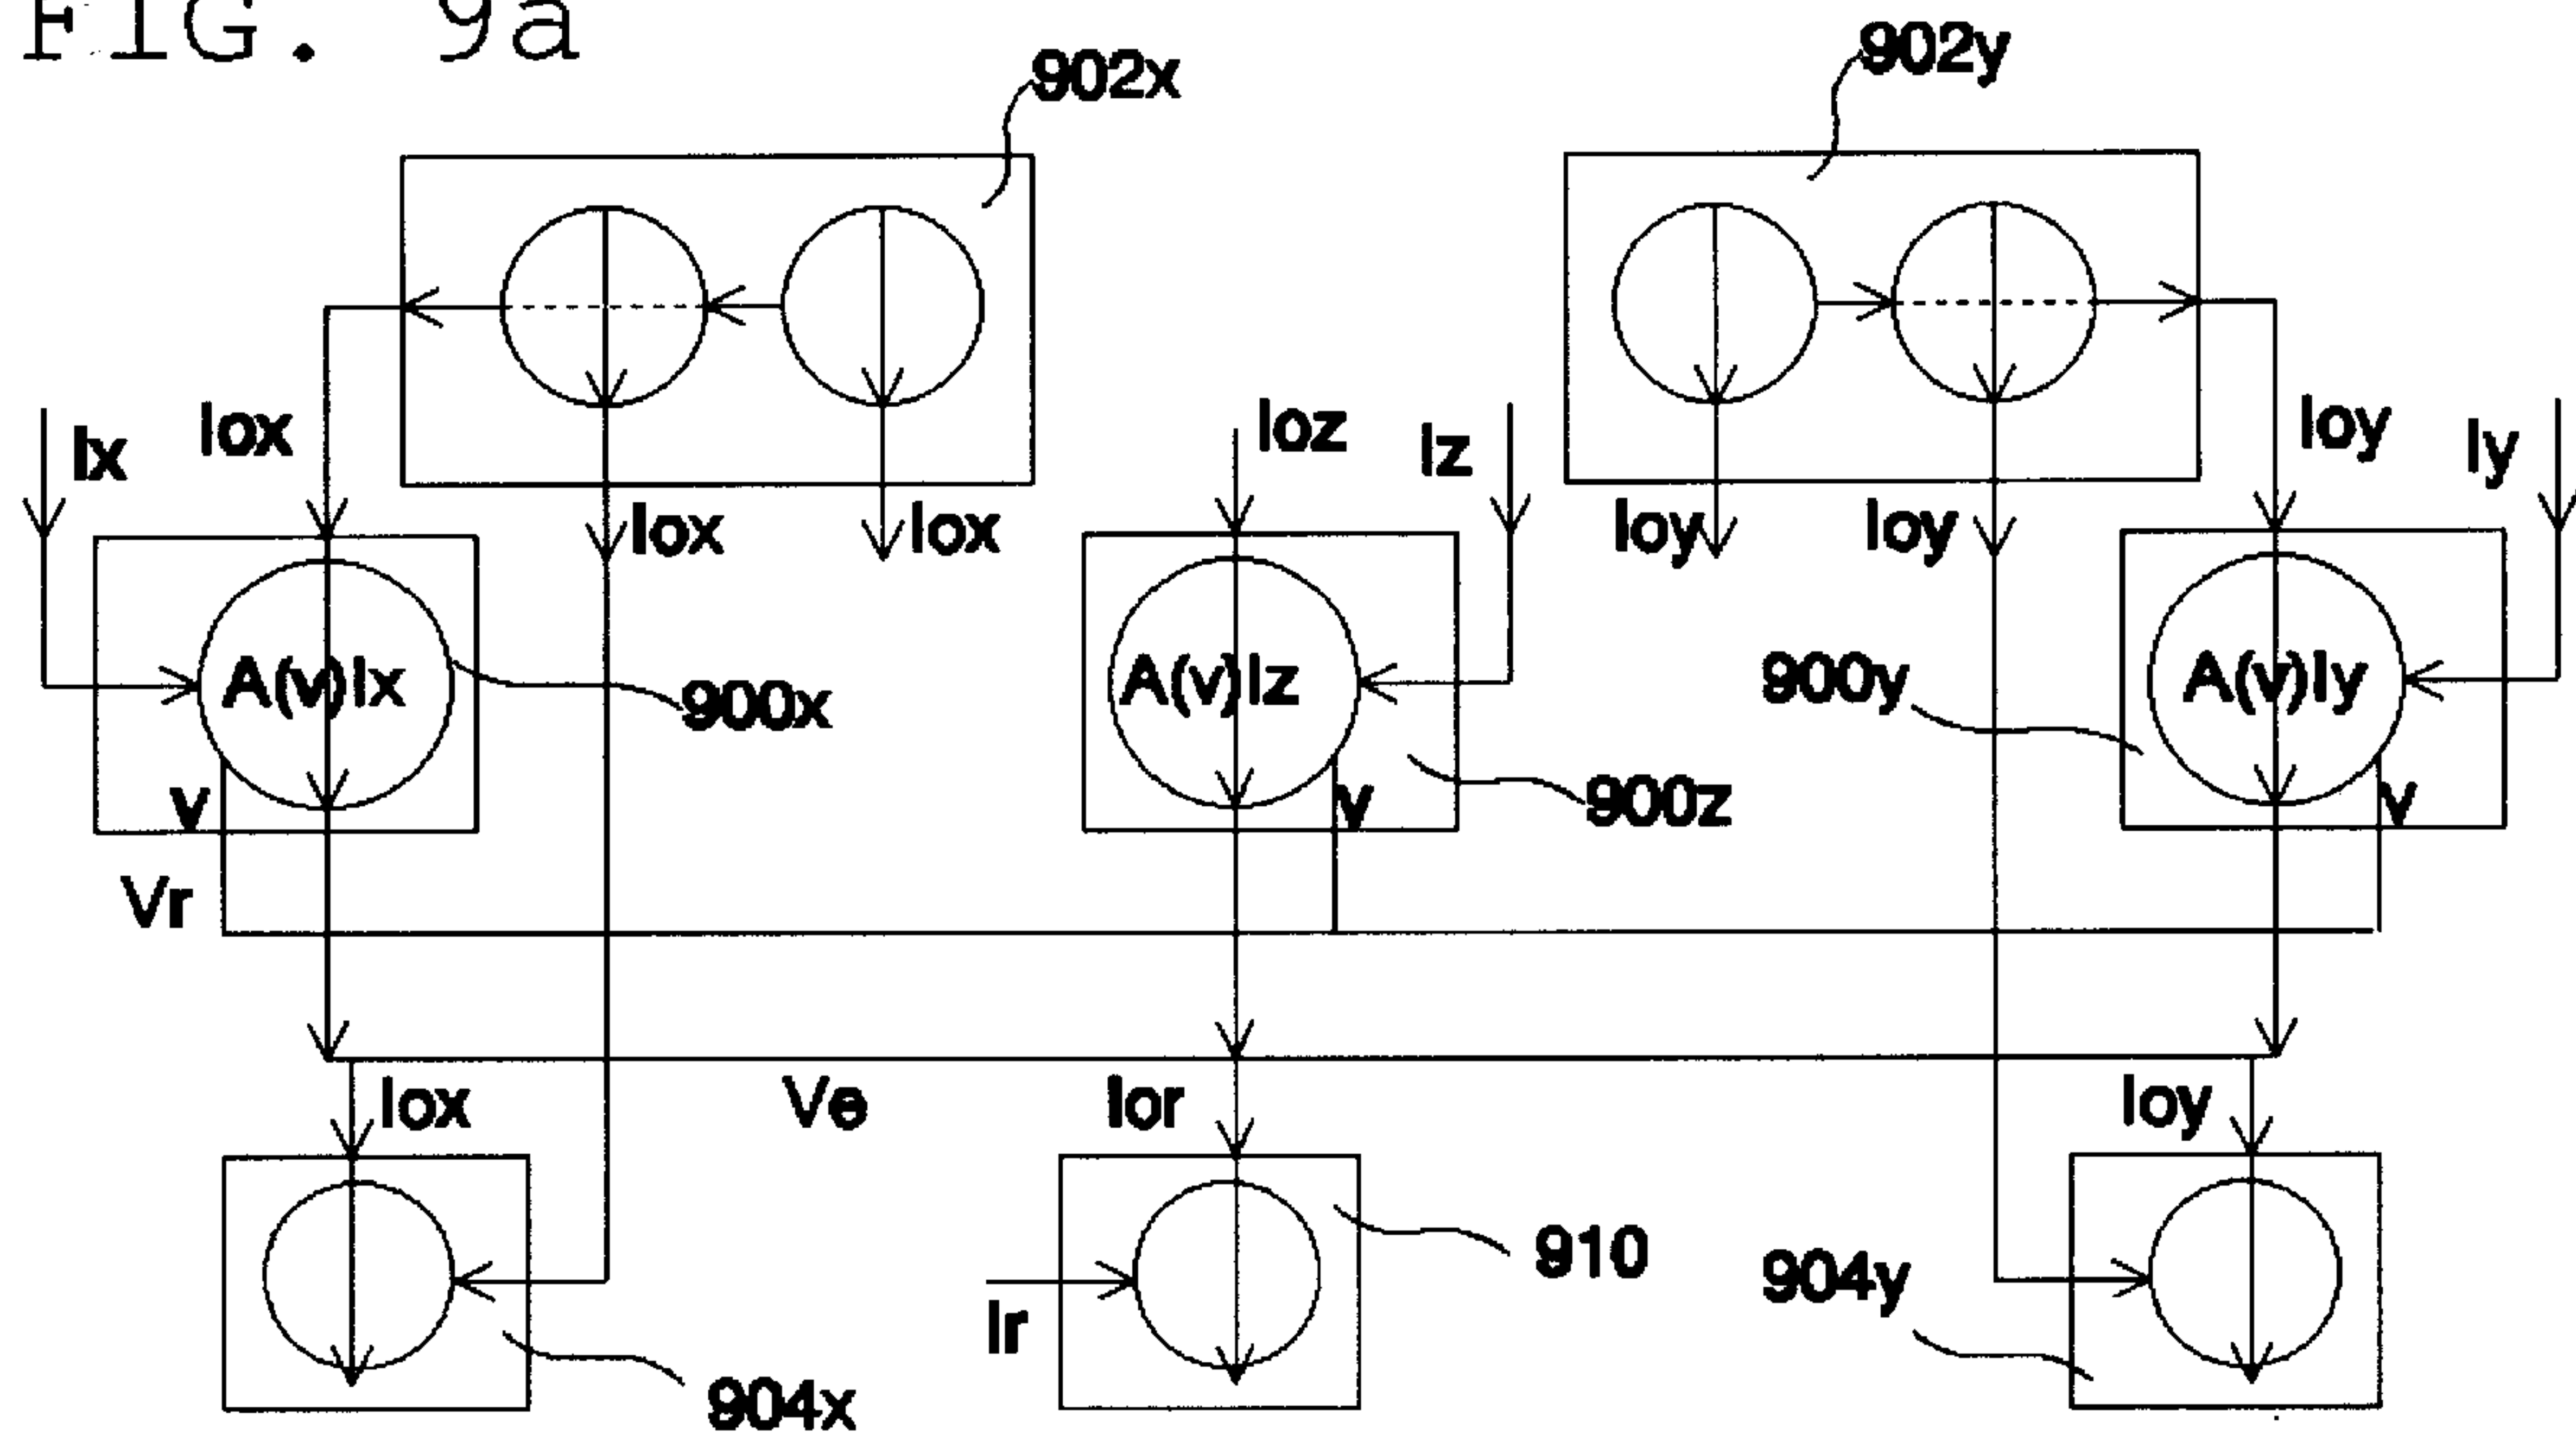 FIG. 9a
902x
902y
Ix
Iox
Ioz
Iz
Ioy
Iy
Iox
Iox
Ioy
Ioy
A(v)Ix
900x
A(v)Iz
900y
A(v)Iy
v
v
900z
v
Vr
Iox
Ve
Ior
Ioy
910
904y
Ir
904x